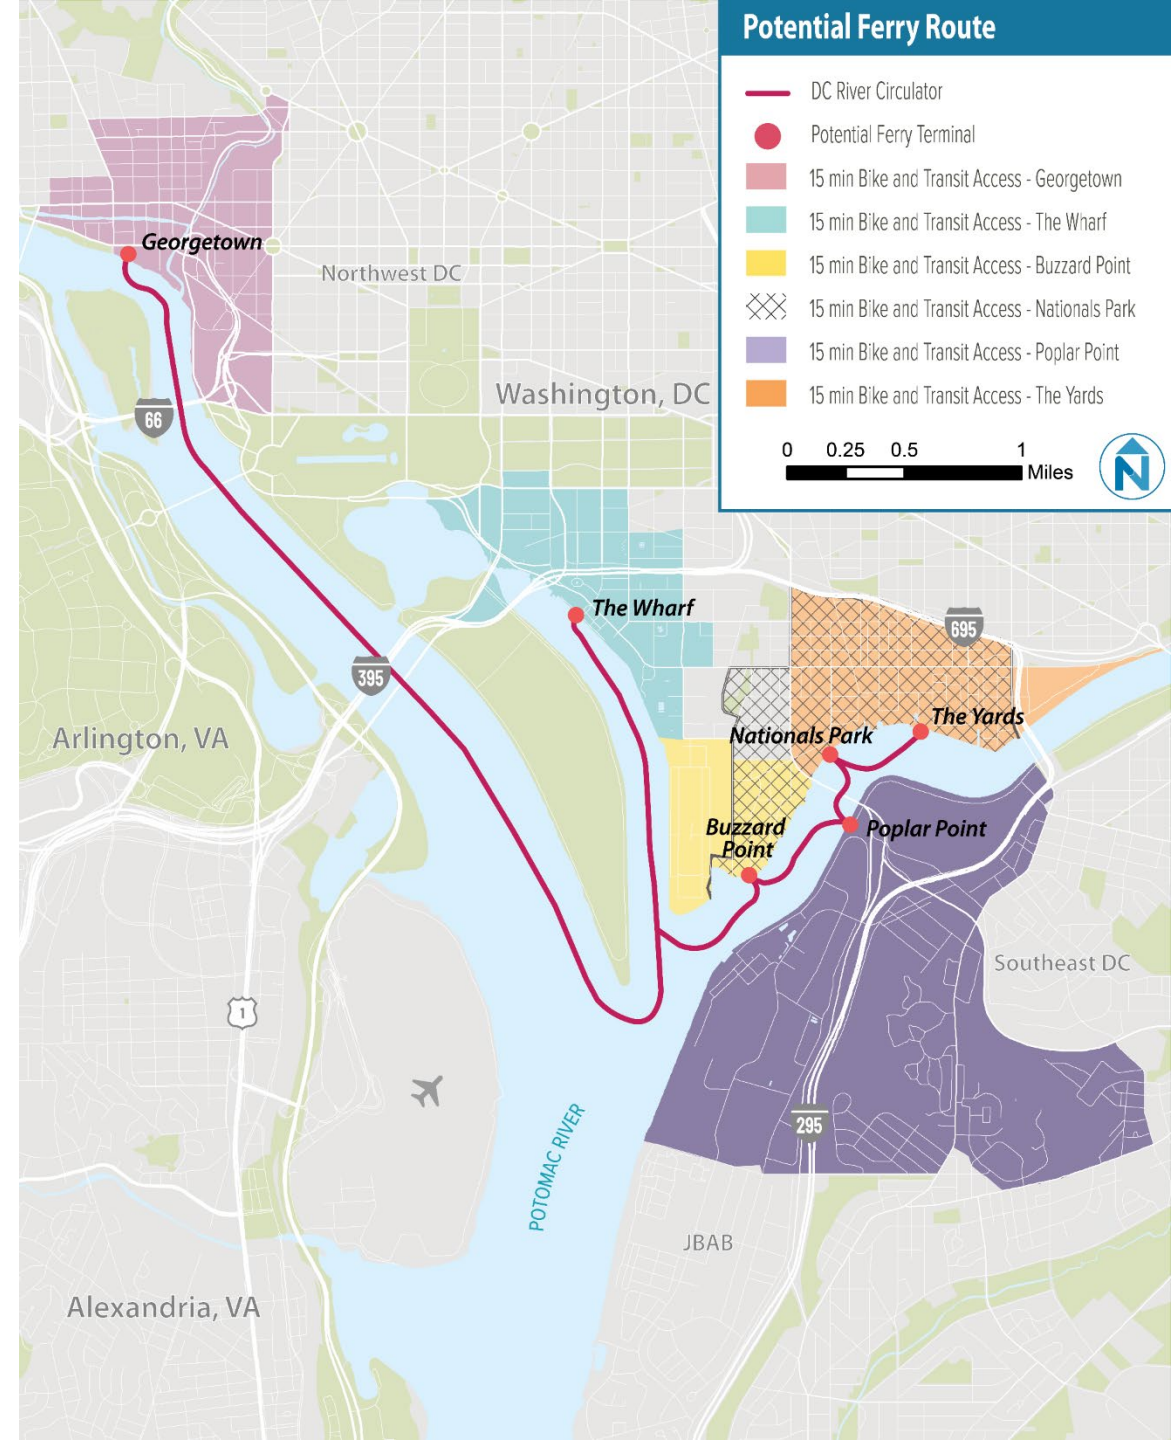 Potential Ferry Route
DC River Circulator
Potential Ferry Terminal
15 min Bike and Transit Access - Georgetown
15 min Bike and Transit Access - The Wharf
15 min Bike and Transit Access - Buzzard Point
15 min Bike and Transit Access - Nationals Park
15 min Bike and Transit Access - Poplar Point
15 min Bike and Transit Access - The Yards
0 0.25 0.5 1
Miles
N
Georgetown
Northwest DC
Washington, DC
66
The Wharf
695
395
The Yards
Nationals Park
Arlington, VA
Buzzard
Point
Poplar Point
Southeast DC
1
295
POTOMAC RIVER
JBAB
Alexandria, VA